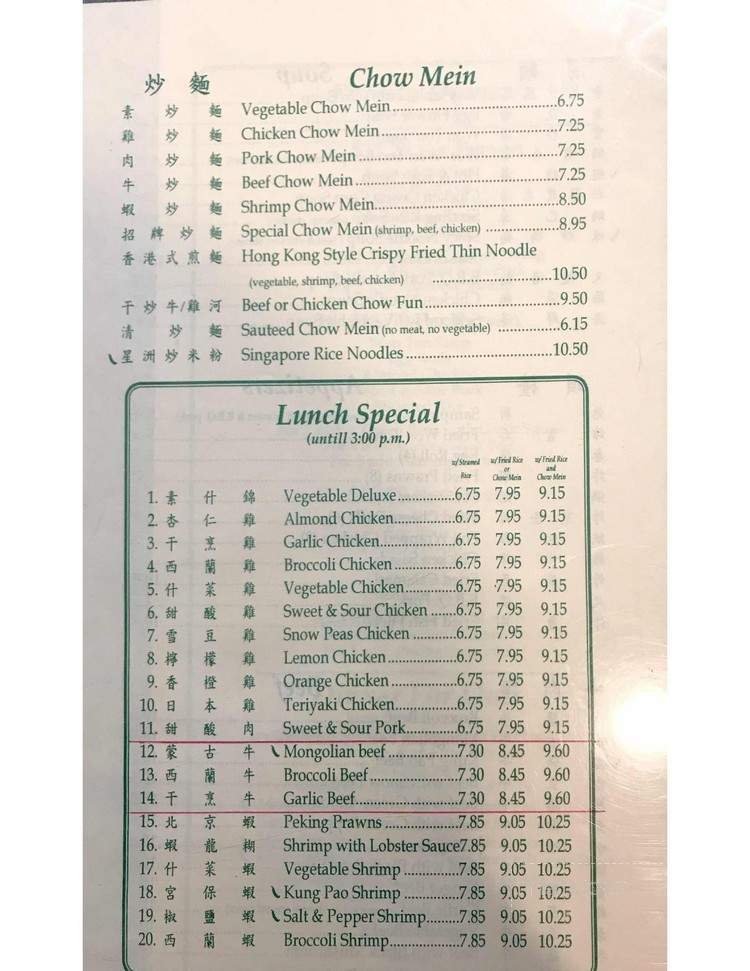 炒 麵 Chow Mein
素 炒 麵 Vegetable Chow Mein...6.75
雞 炒 麵 Chicken Chow Mein...7.25
肉 炒 麵 Pork Chow Mein...7.25
牛 炒 麵 Beef Chow Mein...7.25
蝦 炒 麵 Shrimp Chow Mein...8.50
招 牌 炒 麵 Special Chow Mein (shrimp, beef, chicken) ...8.95
香 港 式 煎 麵 Hong Kong Style Crispy Fried Thin Noodle
(vegetable, shrimp, beef, chicken) ...10.50
干 炒 牛/雞 河 Beef or Chicken Chow Fun...9.50
清 炒 麵 Sauteed Chow Mein (no meat, no vegetable) ...6.15
星 洲 炒 米 粉 Singapore Rice Noodles...10.50
Lunch Special
(untill 3:00 p.m.)
w/Steamed Rice w/Fried Rice or Chow Mein w/Fried Rice and Chow Mein
1. 素 什 錦 Vegetable Deluxe...6.75 7.95 9.15
2. 杏 仁 雞 Almond Chicken...6.75 7.95 9.15
3. 干 烹 雞 Garlic Chicken...6.75 7.95 9.15
4. 西 蘭 雞 Broccoli Chicken...6.75 7.95 9.15
5. 什 菜 雞 Vegetable Chicken...6.75 7.95 9.15
6. 甜 酸 雞 Sweet & Sour Chicken...6.75 7.95 9.15
7. 雪 豆 雞 Snow Peas Chicken...6.75 7.95 9.15
8. 檸 檬 雞 Lemon Chicken...6.75 7.95 9.15
9. 香 橙 雞 Orange Chicken...6.75 7.95 9.15
10. 日 本 雞 Teriyaki Chicken...6.75 7.95 9.15
11. 甜 酸 肉 Sweet & Sour Pork...6.75 7.95 9.15
12. 蒙 古 牛 Mongolian beef...7.30 8.45 9.60
13. 西 蘭 牛 Broccoli Beef...7.30 8.45 9.60
14. 干 烹 牛 Garlic Beef...7.30 8.45 9.60
15. 北 京 蝦 Peking Prawns...7.85 9.05 10.25
16. 蝦 龍 糊 Shrimp with Lobster Sauce7.85 9.05 10.25
17. 什 菜 蝦 Vegetable Shrimp...7.85 9.05 10.25
18. 宮 保 蝦 Kung Pao Shrimp...7.85 9.05 10.25
19. 椒 鹽 蝦 Salt & Pepper Shrimp...7.85 9.05 10.25
20. 西 蘭 蝦 Broccoli Shrimp...7.85 9.05 10.25